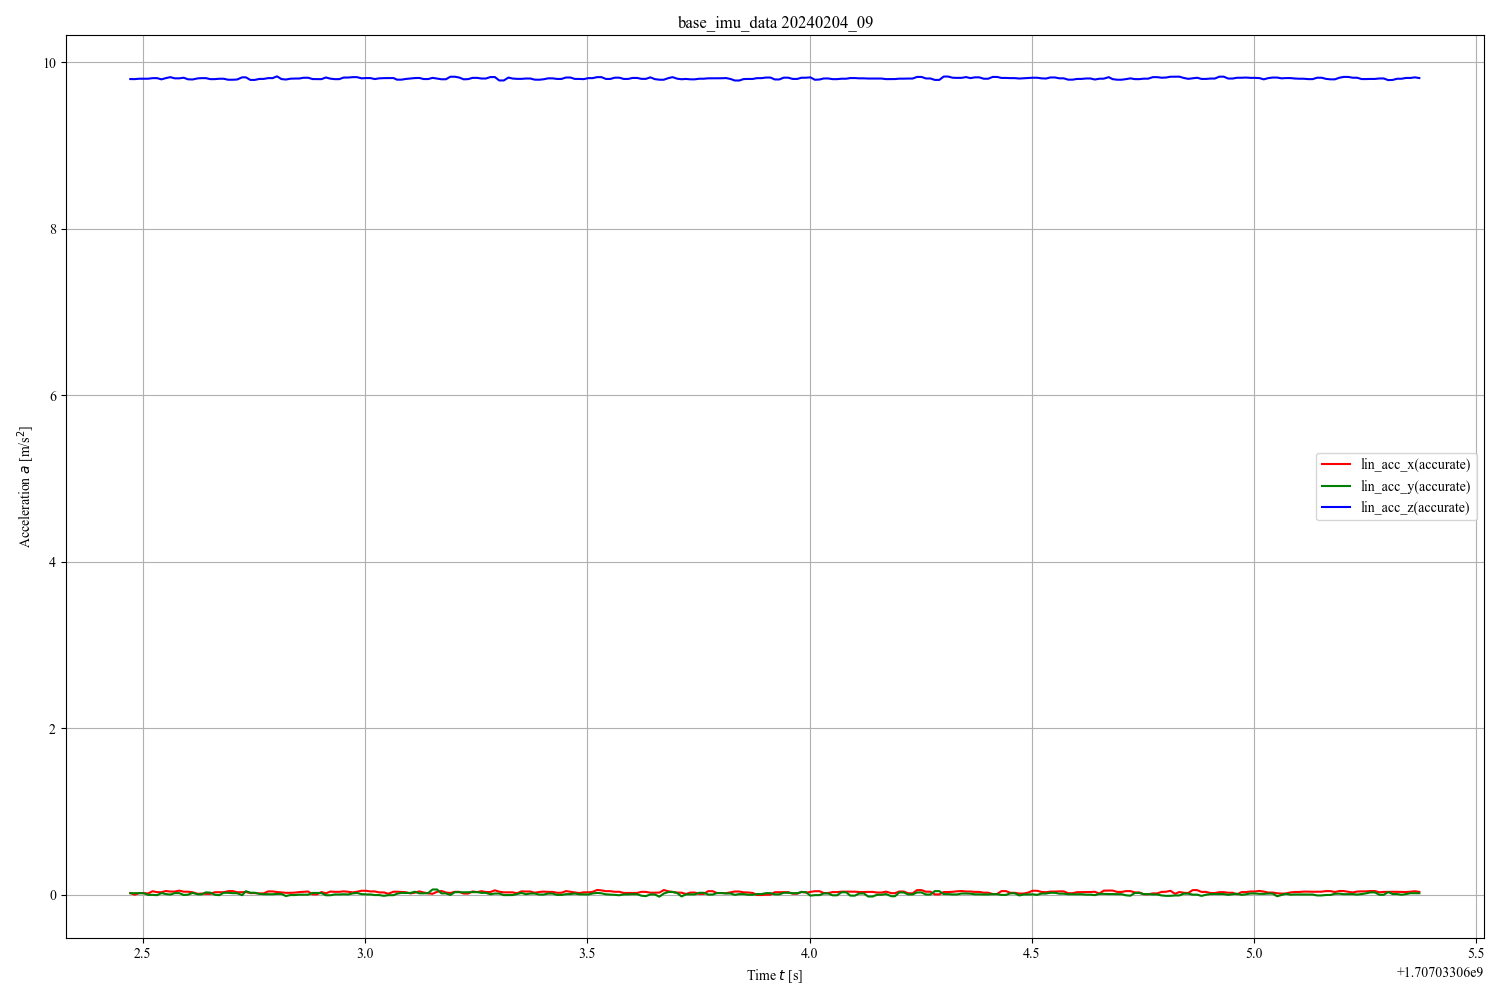 base_imu_data 20240204_09
10
8
6
4
2
0
Acceleration a [m/s²]
lin_acc_x(accurate)
lin_acc_y(accurate)
lin_acc_z(accurate)
2.5 3.0 3.5 4.0 4.5 5.0 5.5
Time t [s]
+1.70703306e9